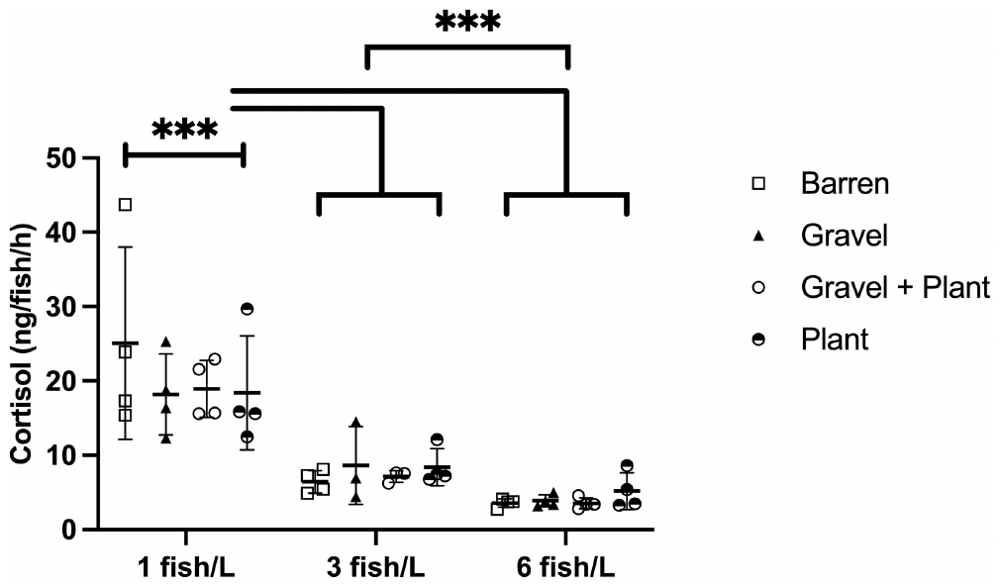 ***
***
50
40
30
20
10
0
Cortisol (ng/fish/h)
1 fish/L
3 fish/L
6 fish/L
Barren
Gravel
Gravel + Plant
Plant